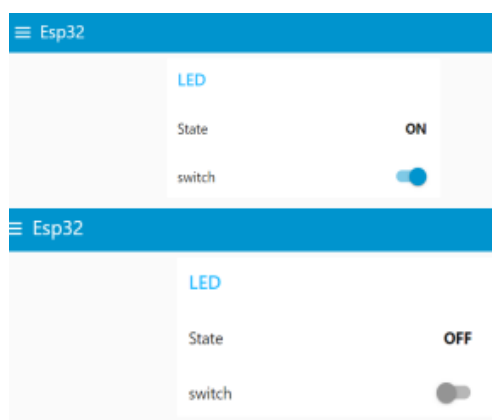 Esp32
LED
State ON
switch
Esp32
LED
State OFF
switch